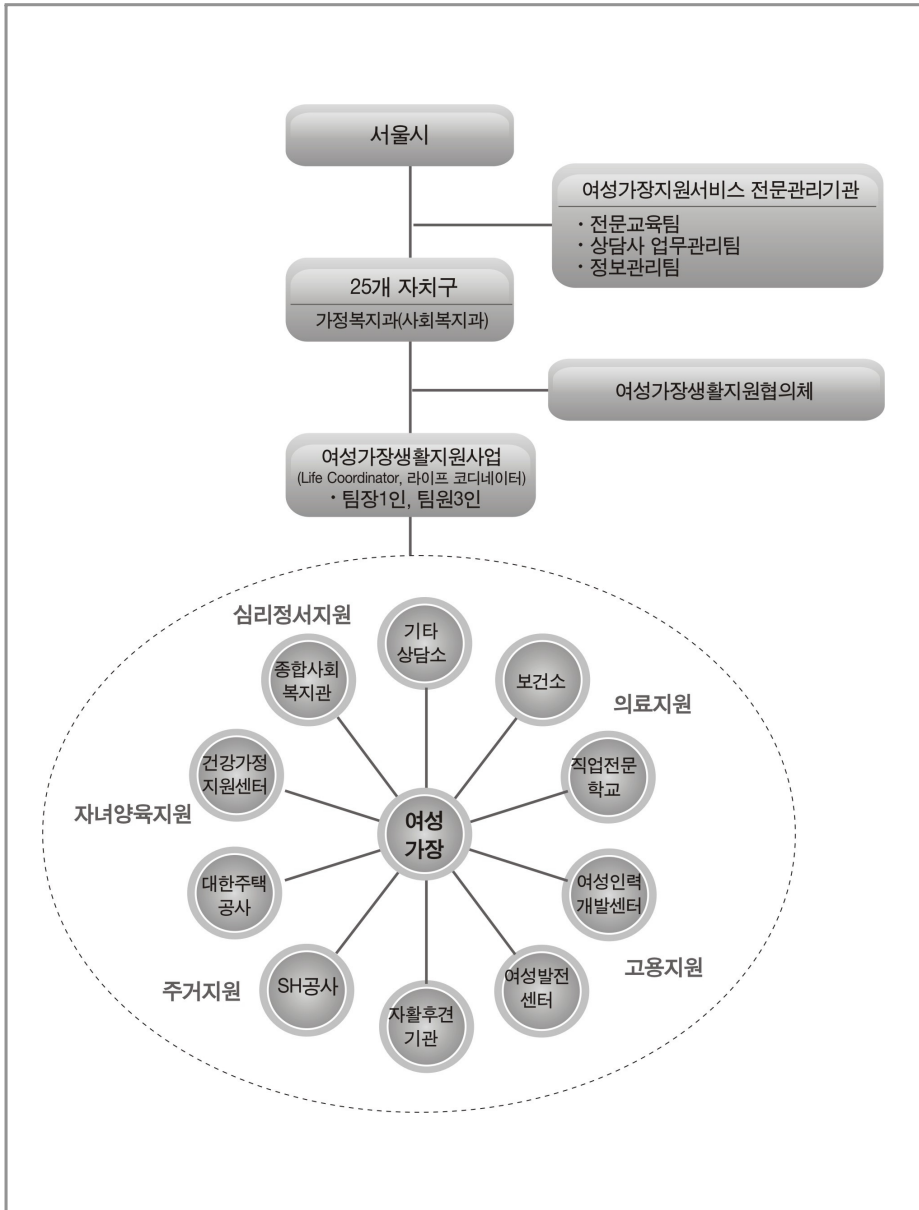 서울시
여성가장지원서비스 전문관리기관
· 전문교육팀
· 상담사 업무관리팀
· 정보관리팀
25개 자치구
가정복지과(사회복지과)
여성가장생활지원협의체
여성가장생활지원사업
(Life Coordinator, 라이프 코디네이터)
· 팀장1인, 팀원3인
심리정서지원
기타
상담소
종합사회
복지관
보건소
의료지원
건강가정
지원센터
직업전문
학교
자녀양육지원
여성
가장
대한주택
공사
여성인력
개발센터
고용지원
주거지원
SH공사
여성발전
센터
자활후견
기관